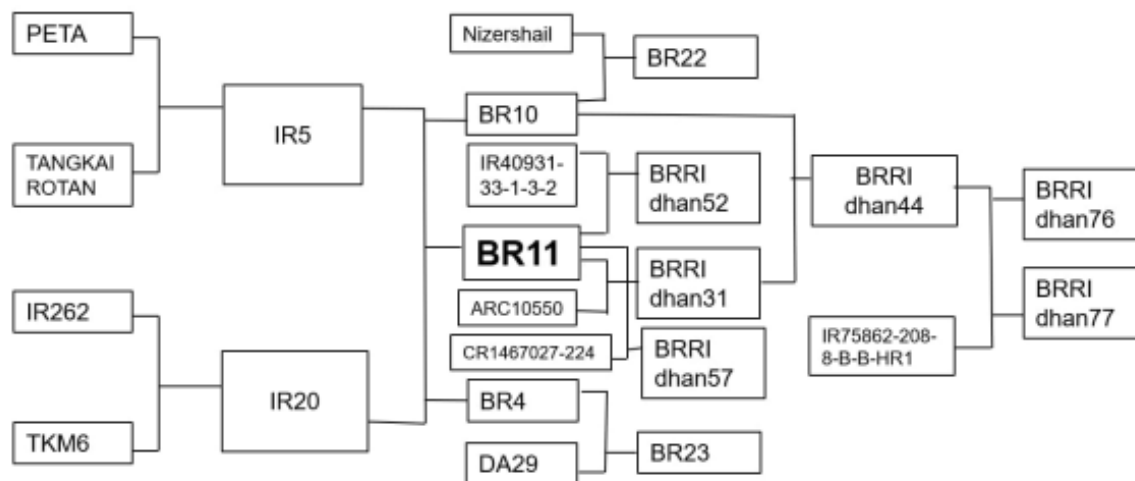 PETA
TANGKAI
ROTAN
IR262
TKM6
IR5
IR20
Nizershail
BR10
IR40931-
33-1-3-2
BR11
ARC10550
CR1467027-224
BR4
DA29
BR22
BRRI
dhan52
BRRI
dhan31
BRRI
dhan57
BR23
BRRI
dhan44
IR75862-208-
8-B-B-HR1
BRRI
dhan76
BRRI
dhan77